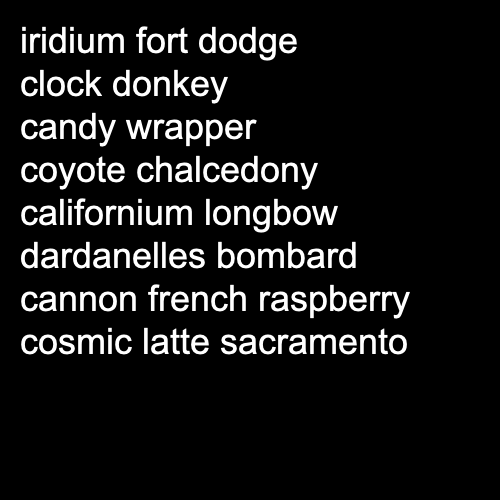 iridium fort dodge
clock donkey
candy wrapper
coyote chalcedony
californium longbow
dardanelles bombard
cannon french raspberry
cosmic latte sacramento